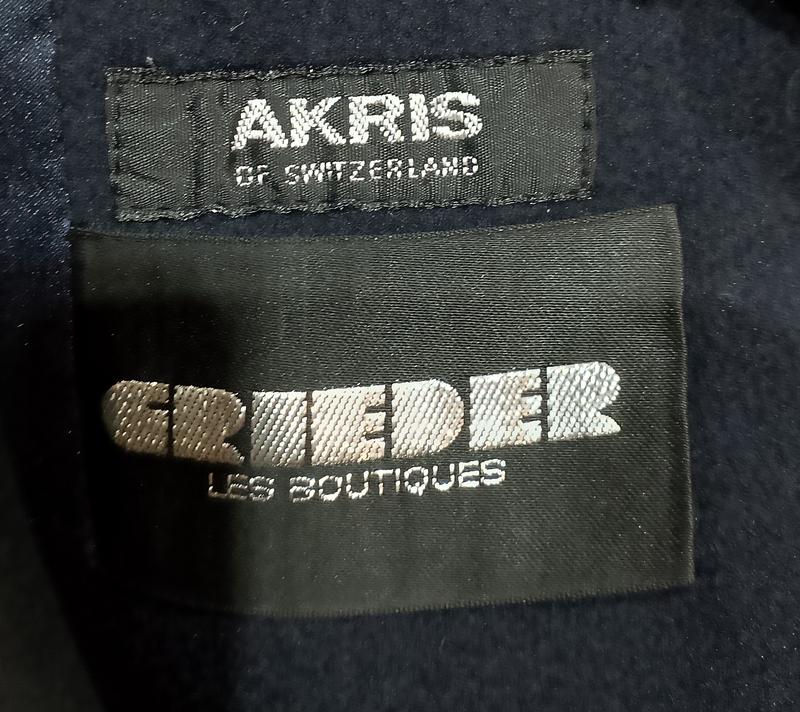 AKRIS
OF SWITZERLAND
GRIEDER
LES BOUTIQUES